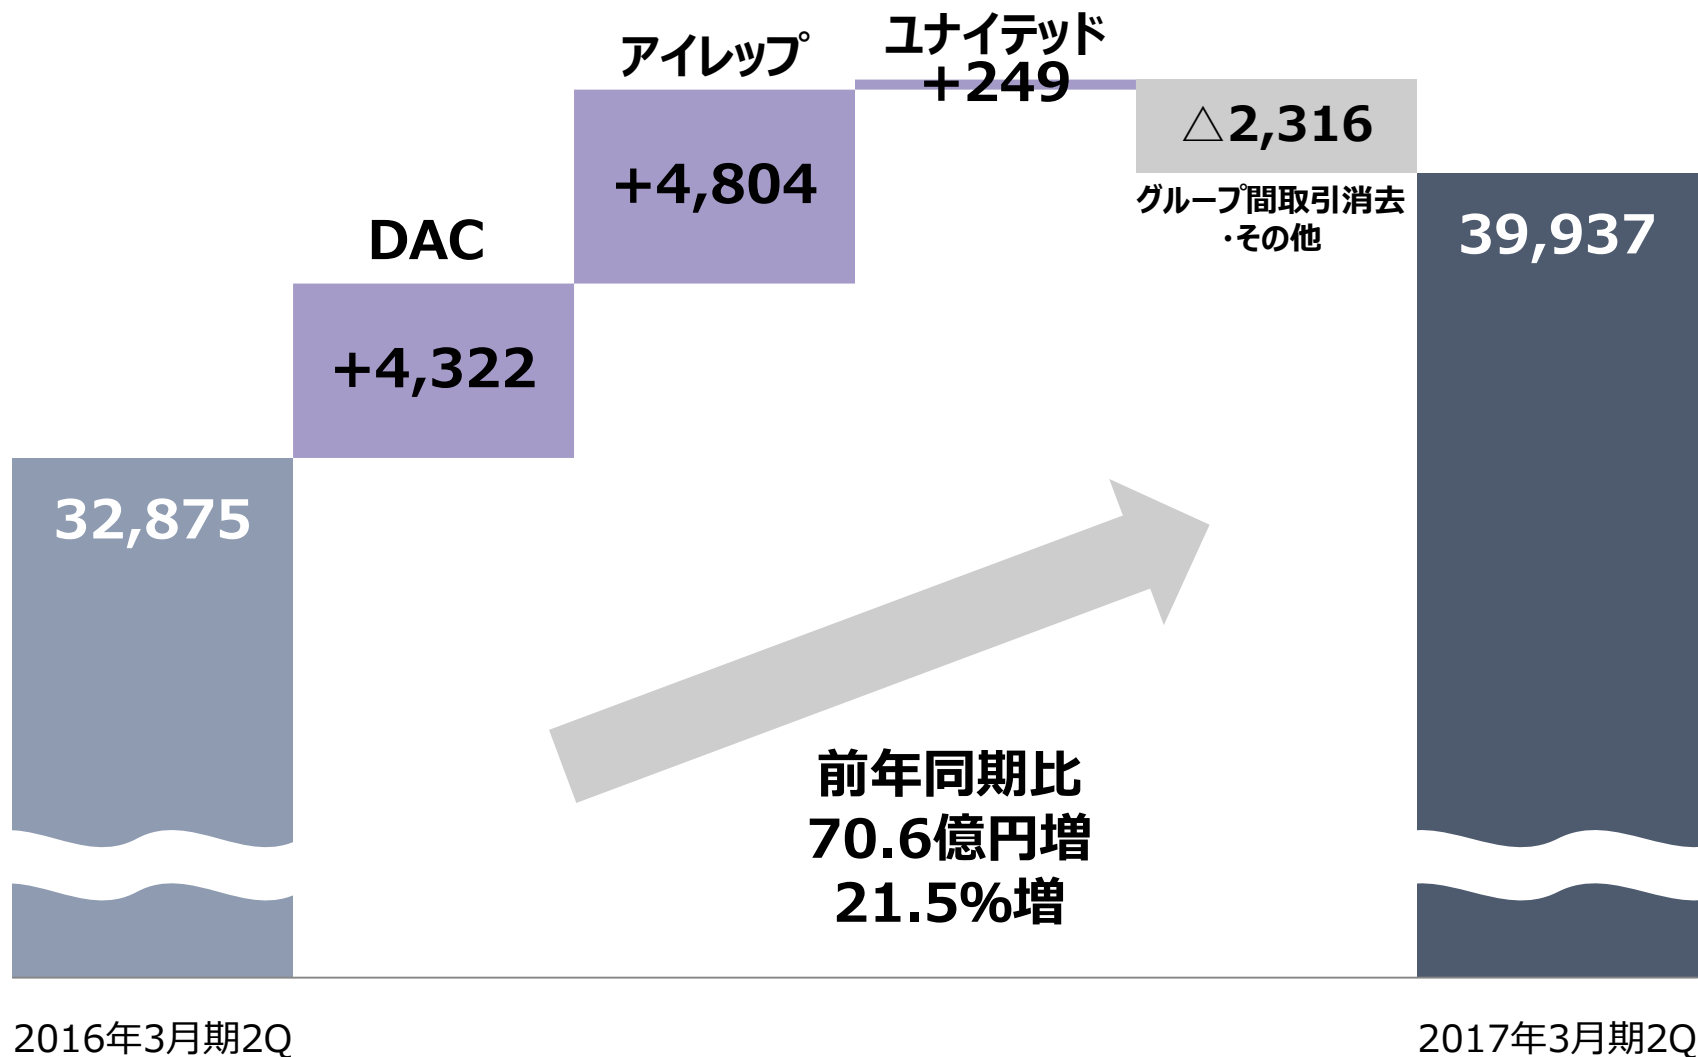 ユナイテッド
+249
アイレップ
△2,316
+4,804
グループ間取引消去
・その他
39,937
DAC
+4,322
32,875
前年同期比
70.6億円増
21.5%増
2016年3月期2Q
2017年3月期2Q